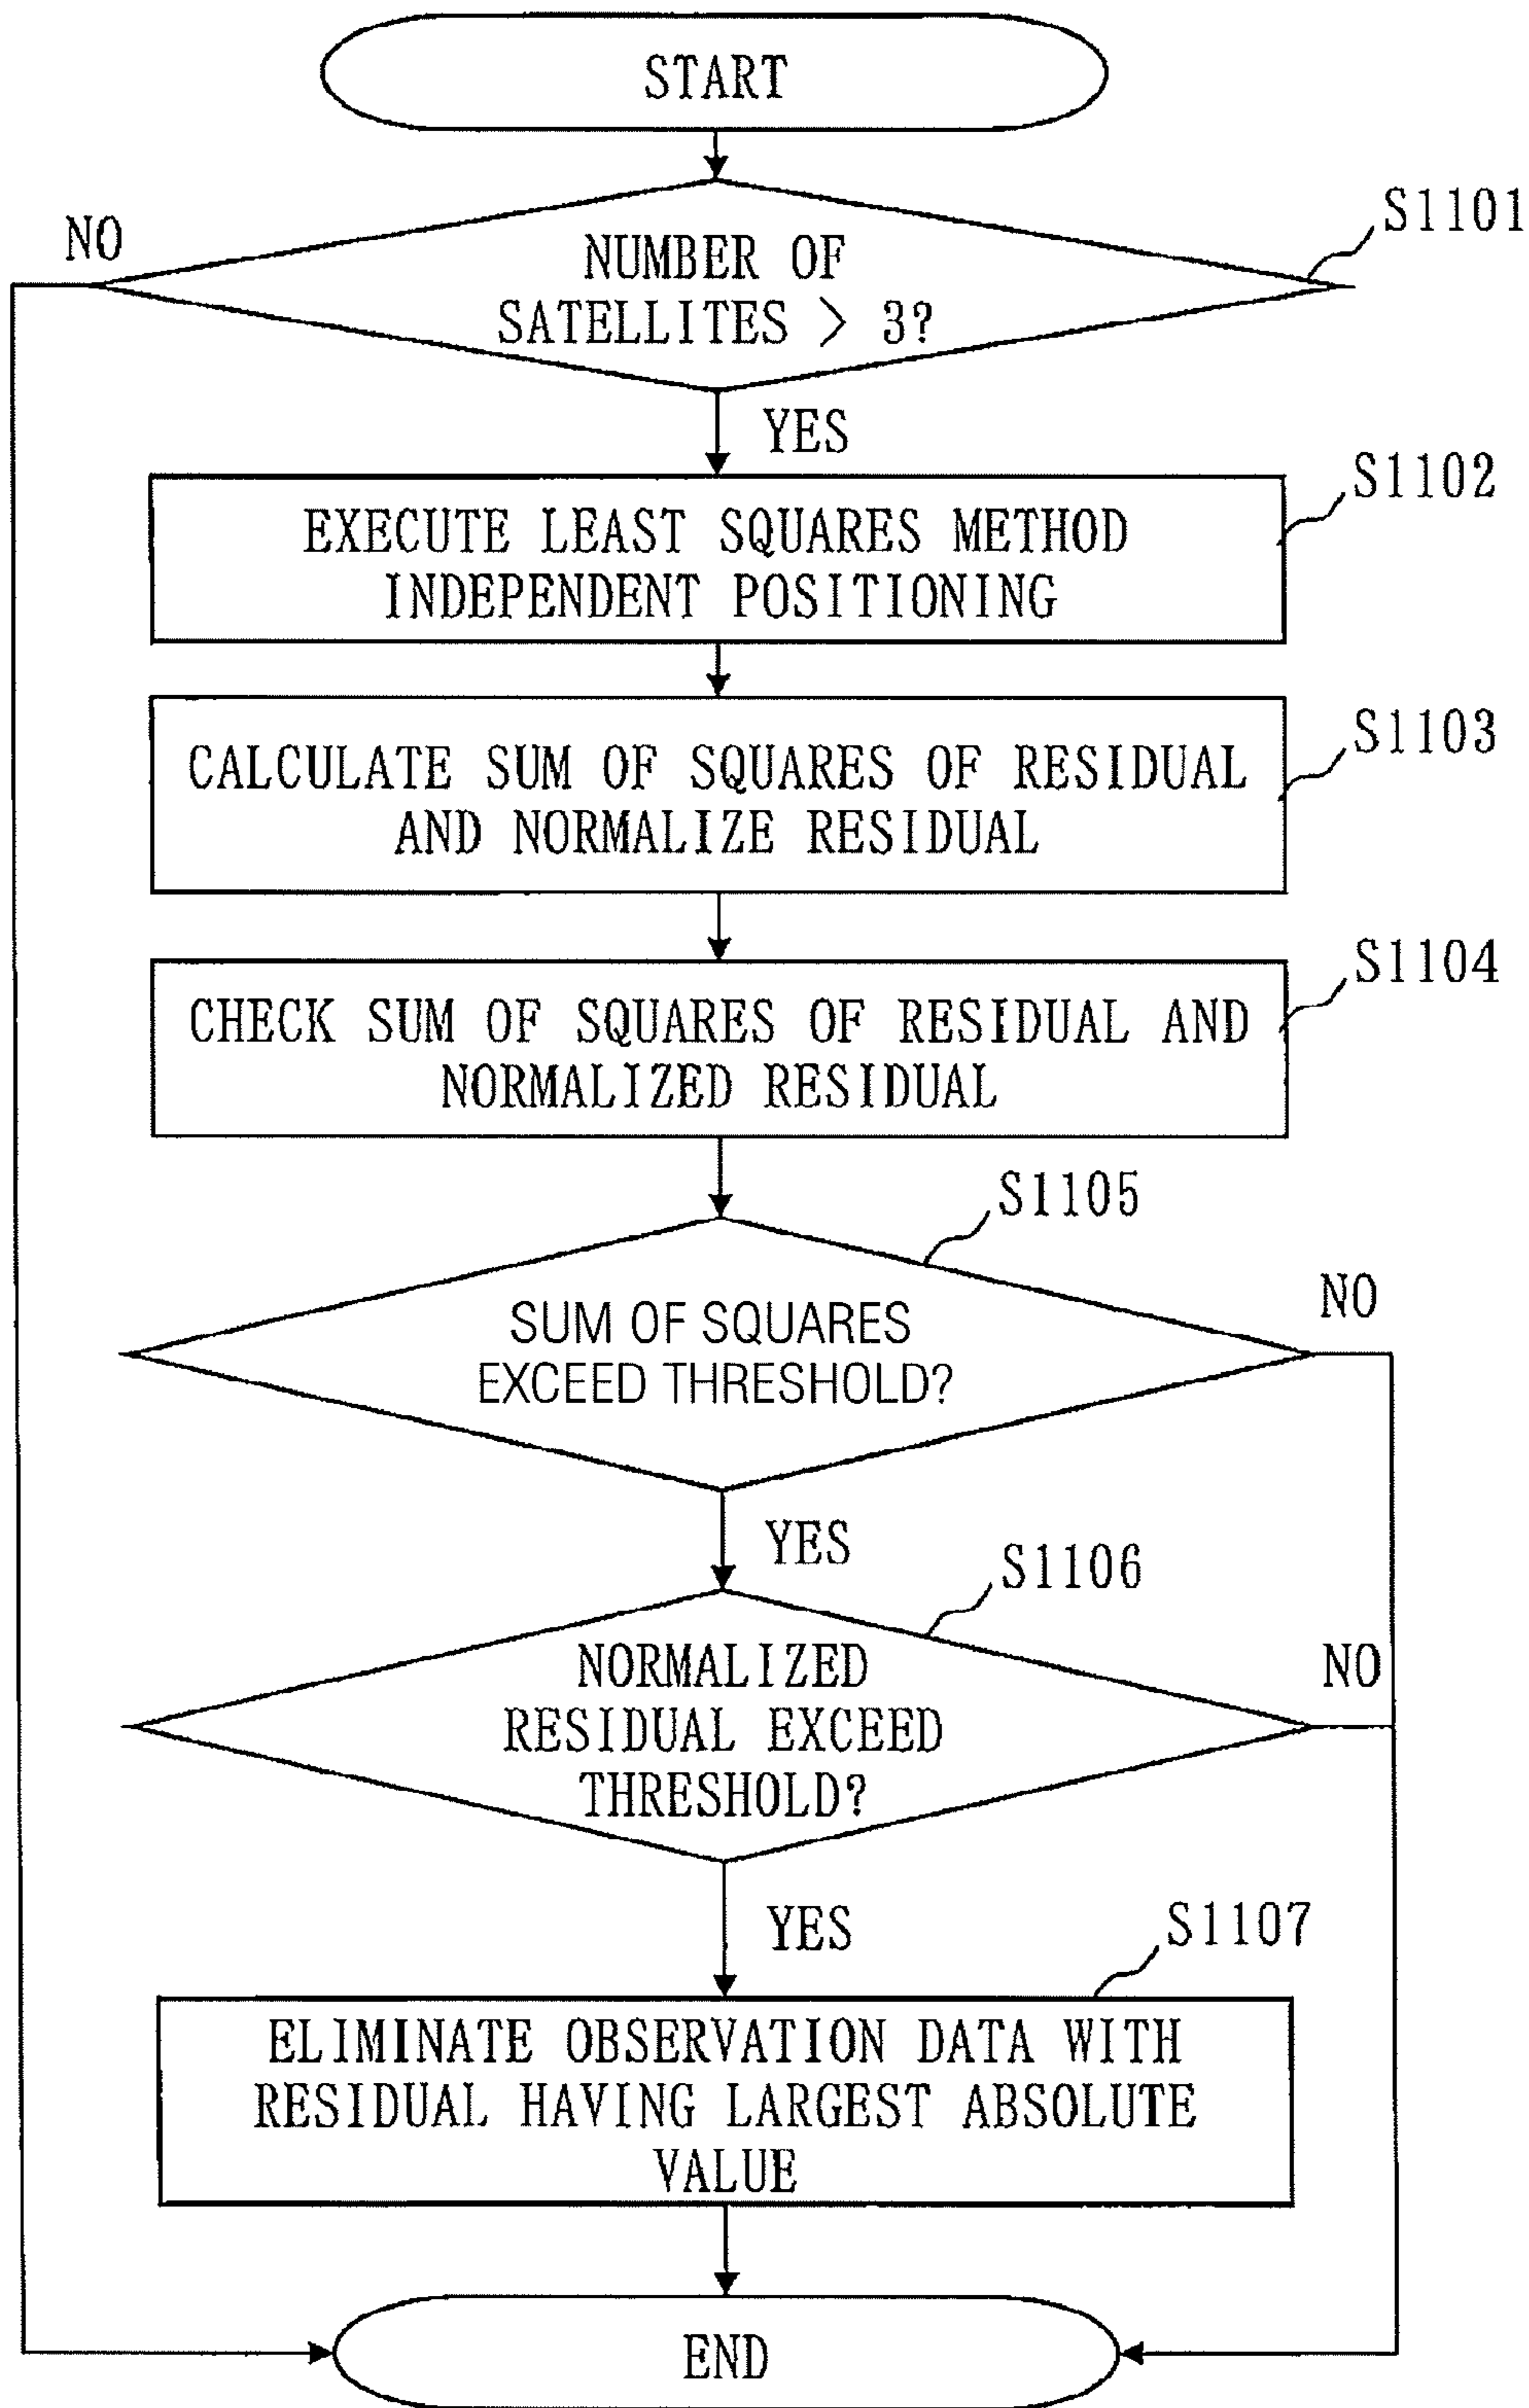 START
S1101
NO
NUMBER OF
SATELLITES > 3?
YES
S1102
EXECUTE LEAST SQUARES METHOD
INDEPENDENT POSITIONING
S1103
CALCULATE SUM OF SQUARES OF RESIDUAL
AND NORMALIZE RESIDUAL
S1104
CHECK SUM OF SQUARES OF RESIDUAL AND
NORMALIZED RESIDUAL
S1105
NO
SUM OF SQUARES
EXCEED THRESHOLD?
YES
S1106
NO
NORMALIZED
RESIDUAL EXCEED
THRESHOLD?
YES
S1107
ELIMINATE OBSERVATION DATA WITH
RESIDUAL HAVING LARGEST ABSOLUTE
VALUE
END